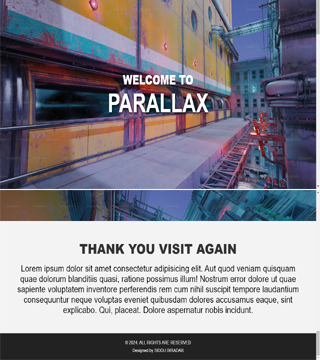 WELCOME TO
PARALLAX
THANK YOU VISIT AGAIN
Lorem ipsum dolor sit amet consectetur adipisicing elit. Aut quod veniam quisquam
quae dolorum blanditiis quasi, ratione possimus illum! Nostrum error dolore ut quae
sapiente voluptatem inventore perferendis rem cum nihil suscipit tempore laudantium
consequuntur neque voluptas eveniet quibusdam dolores accusamus eaque, sint
explicabo. Qui, placeat. Dolore aspernatur nobis incidunt.
© 2024, ALL RIGHTS ARE RESERVED
Designed by